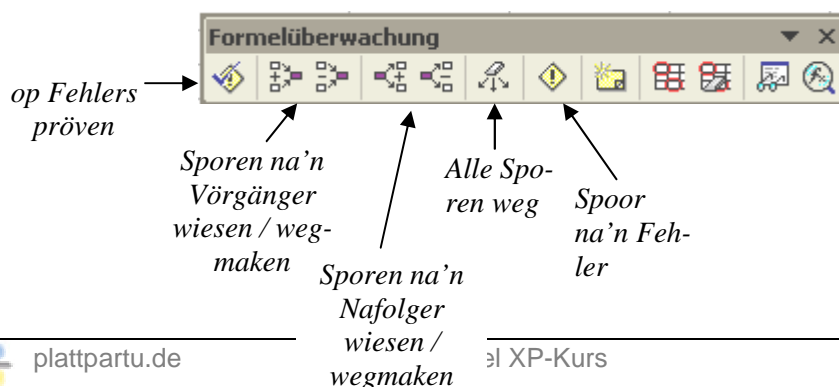 Formelüberwachung
op Fehlers
pröven
Sporen na’n
Vörgänger
wiesen / weg-
maken
Sporen na’n
Nafolger
wiesen /
wegmaken
Alle Spo-
ren weg
Spoor
na’n Feh-
ler
plattpartu.de
el XP-Kurs